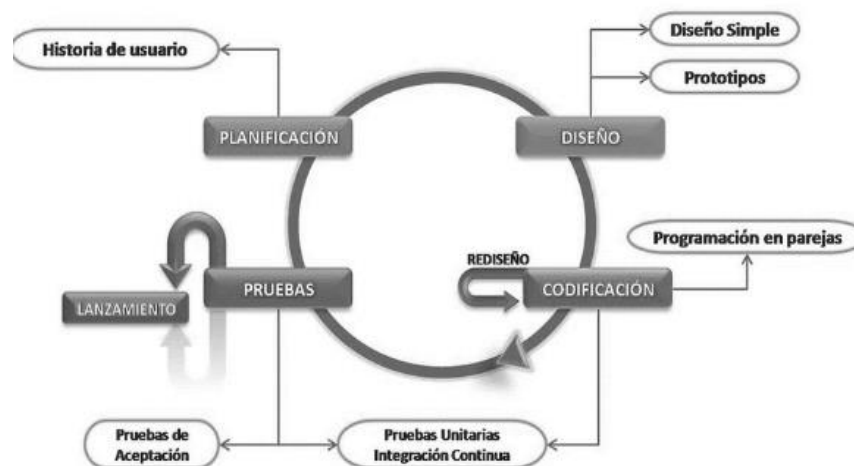 Historia de usuario
Diseño Simple
Prototipos
PLANIFICACIÓN
DISEÑO
Programación en parejas
REDISEÑO
PRUEBAS
CODIFICACIÓN
LANZAMIENTO
Pruebas de
Aceptación
Pruebas Unitarias
Integración Continua